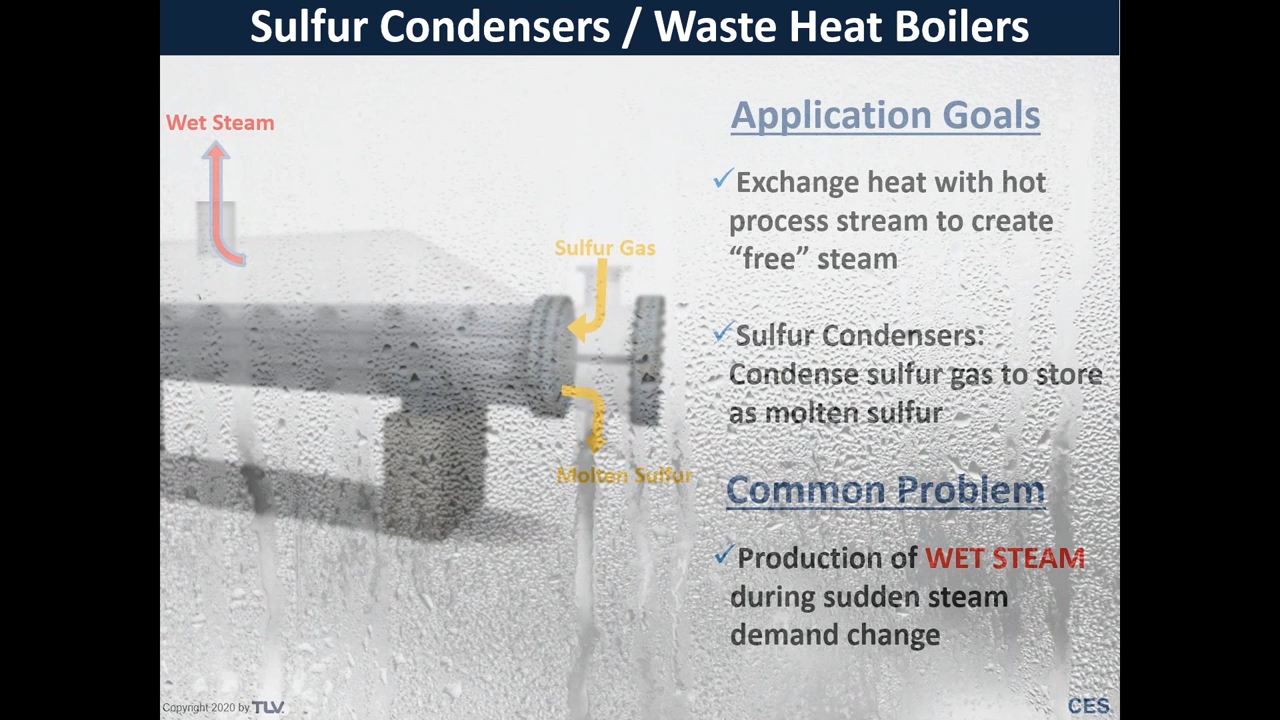 Sulfur Condensers / Waste Heat Boilers
Wet Steam
Sulfur Gas
Molten Sulfur
Application Goals
Exchange heat with hot
process stream to create
“free” steam
Sulfur Condensers:
Condense sulfur gas to store
as molten sulfur
Common Problem
Production of WET STEAM
during sudden steam
demand change
Copyright 2020 by TLV.
CES